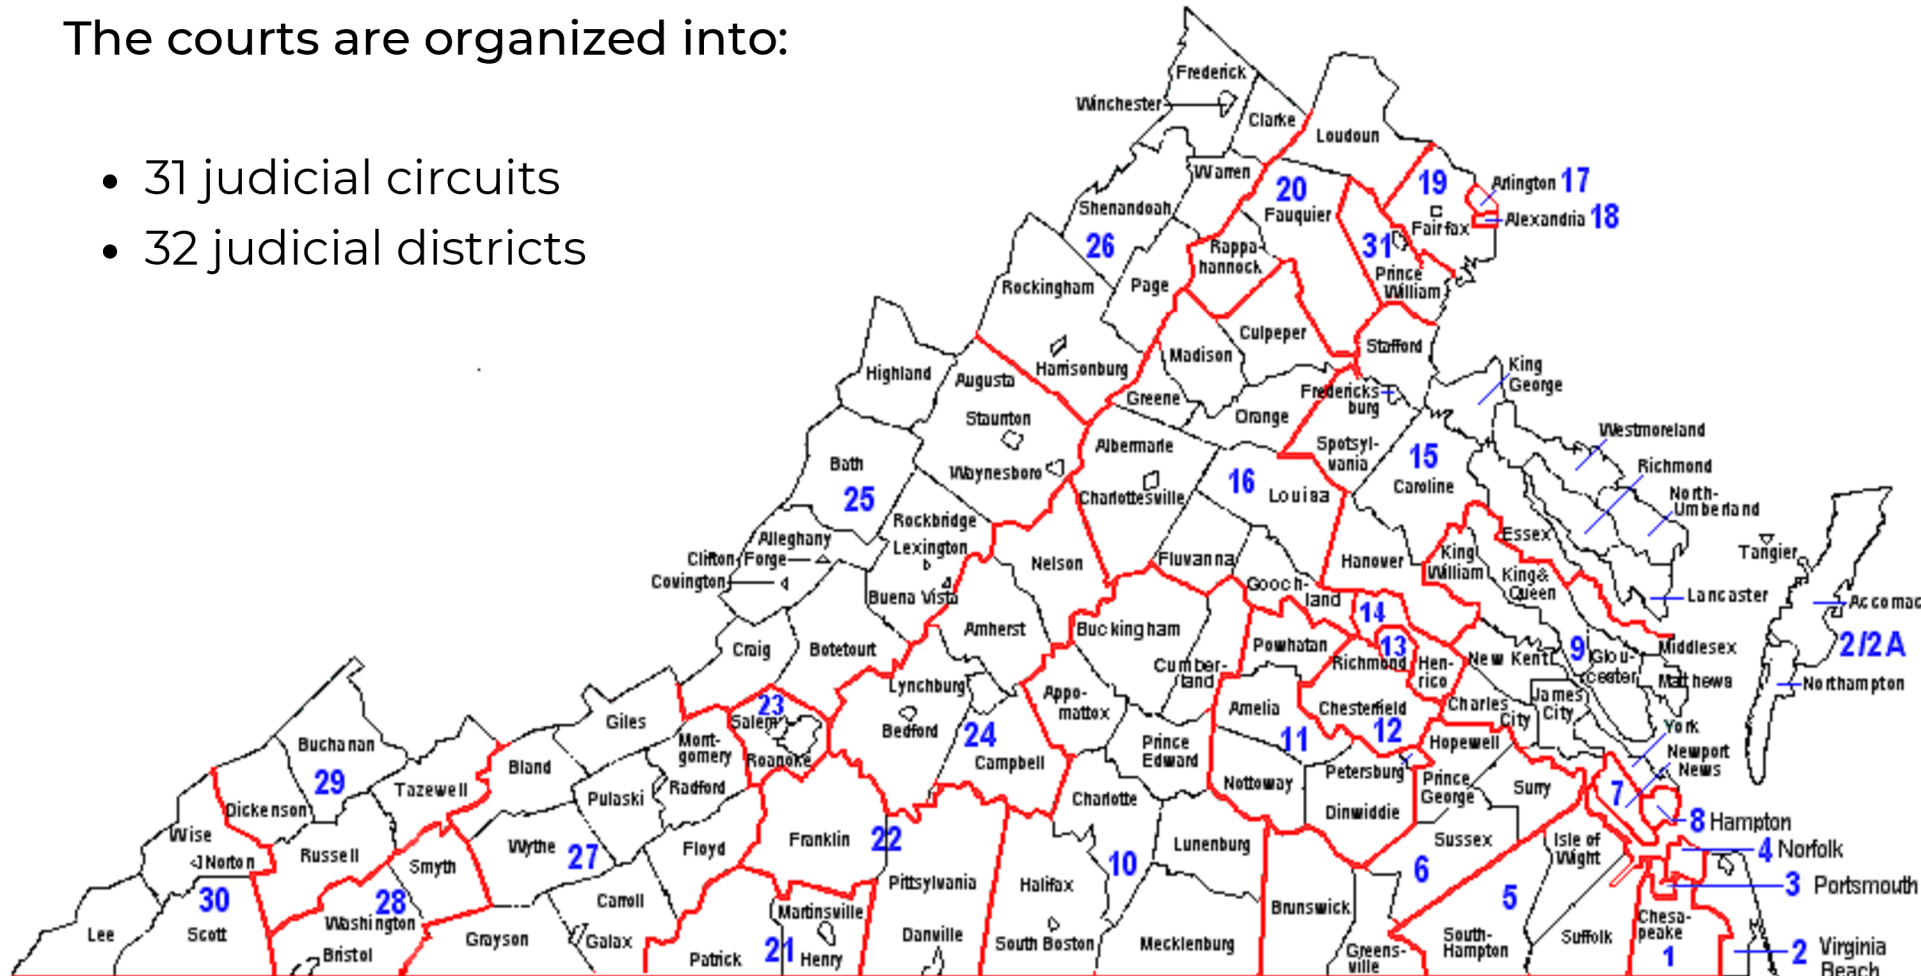 The courts are organized into:
• 31 judicial circuits
• 32 judicial districts
Frederick
Winchester
Clarke
Loudoun
Warren
20
19
Arlington 17
Shenandoah
Fauquier
Alexandria 18
Fairfax
26
31
Rappa-
hannock
Prince
William
Rockingham
Page
Culpeper
Stafford
Madison
Highland
Augusta
Harrisonburg
King
George
Greene
Fredericks-
burg
Orange
Staunton
Westmoreland
Albermarle
Spotsyl-
vania
15
Bath
Waynesboro
Richmond
25
16
Louisa
Caroline
Charlottesville
North-
Umberland
Rockbridge
Alleghany
Lexington
Essex
Tangier
Clifton Forge
Nelson
Fluvanna
Hanover
King
William
Covington
King&
Queen
Gooch-
land
Buena Vista
Lancaster
Accomac
14
Amherst
Buckingham
Powhatan
13
2/2A
Craig
Botetourt
Richmond
Hen-
rico
New Kent
9
Glou-
cester
Middlesex
Cumber-
land
Mathews
Northampton
Lynchburg
Appo-
mattox
James
City
23
Salem
Amelia
Chesterfield
Charles
City
Giles
Bedford
24
12
York
Buchanan
Mont-
gomery
11
Hopewell
Prince
Edward
Newport
News
Bland
Roanoke
Campbell
Petersburg
29
Tazewell
Radford
Nottoway
Prince
George
Surry
7
Pulaski
Charlotte
Dickenson
Dinwiddie
8 Hampton
Wise
Franklin
22
Sussex
Isle of
Wight
Wythe
27
Floyd
Lunenburg
4 Norfolk
Norton
Russell
Smyth
10
6
Pittsylvania
Halifax
3 Portsmouth
30
28
Carroll
5
Washington
Martinsville
Brunswick
Chesa-
peake
Lee
Scott
Grayson
Galax
Danville
South Boston
Mecklenburg
South-
Hampton
Suffolk
Bristol
Patrick
21
Henry
Greens-
ville
1
2 Virginia
Beach